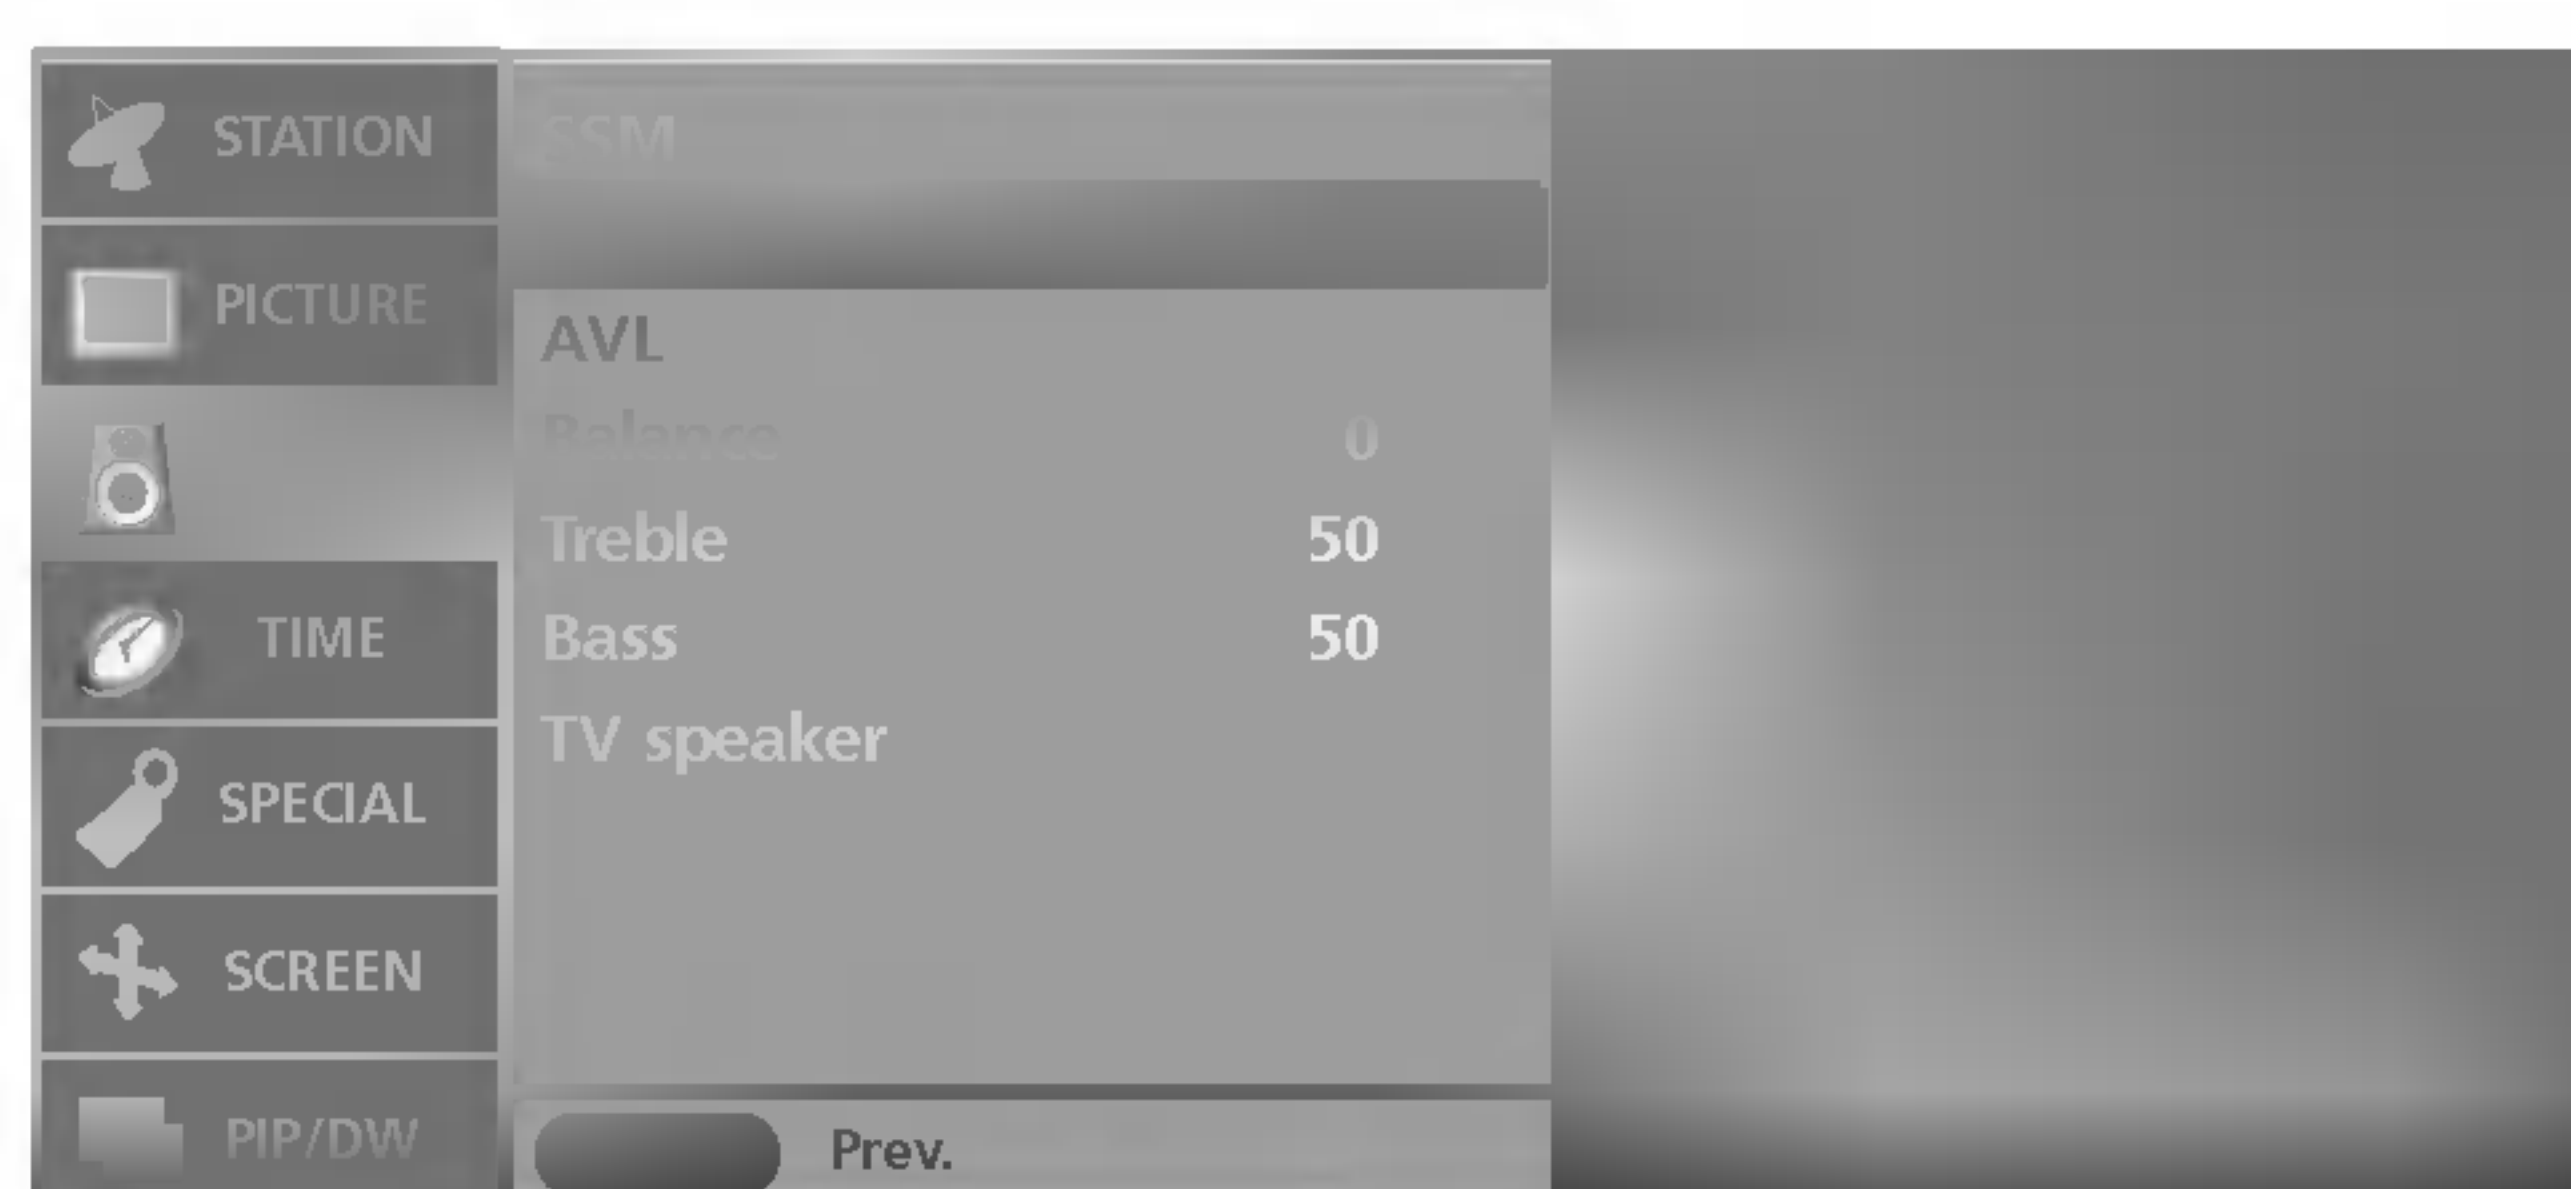 STATION
PICTURE
TIME
SPECIAL
SCREEN
PIP/DW
SSM
AVL
Balance 0
Treble 50
Bass 50
TV speaker
Prev.